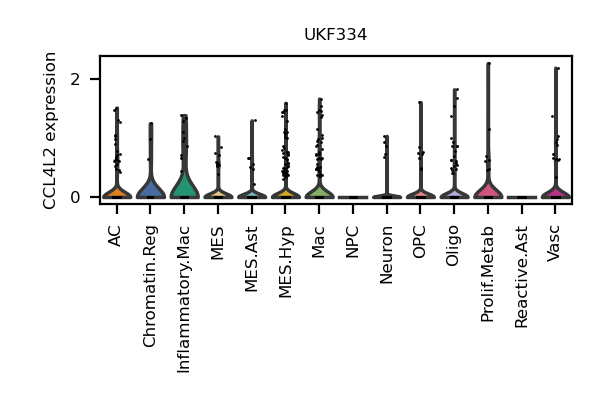 UKF334
CCL4L2 expression
2
0
AC
Chromatin.Reg
Inflammatory.Mac
MES
MES.Ast
MES.Hyp
Mac
NPC
Neuron
OPC
Oligo
Prolif.Metab
Reactive.Ast
Vasc